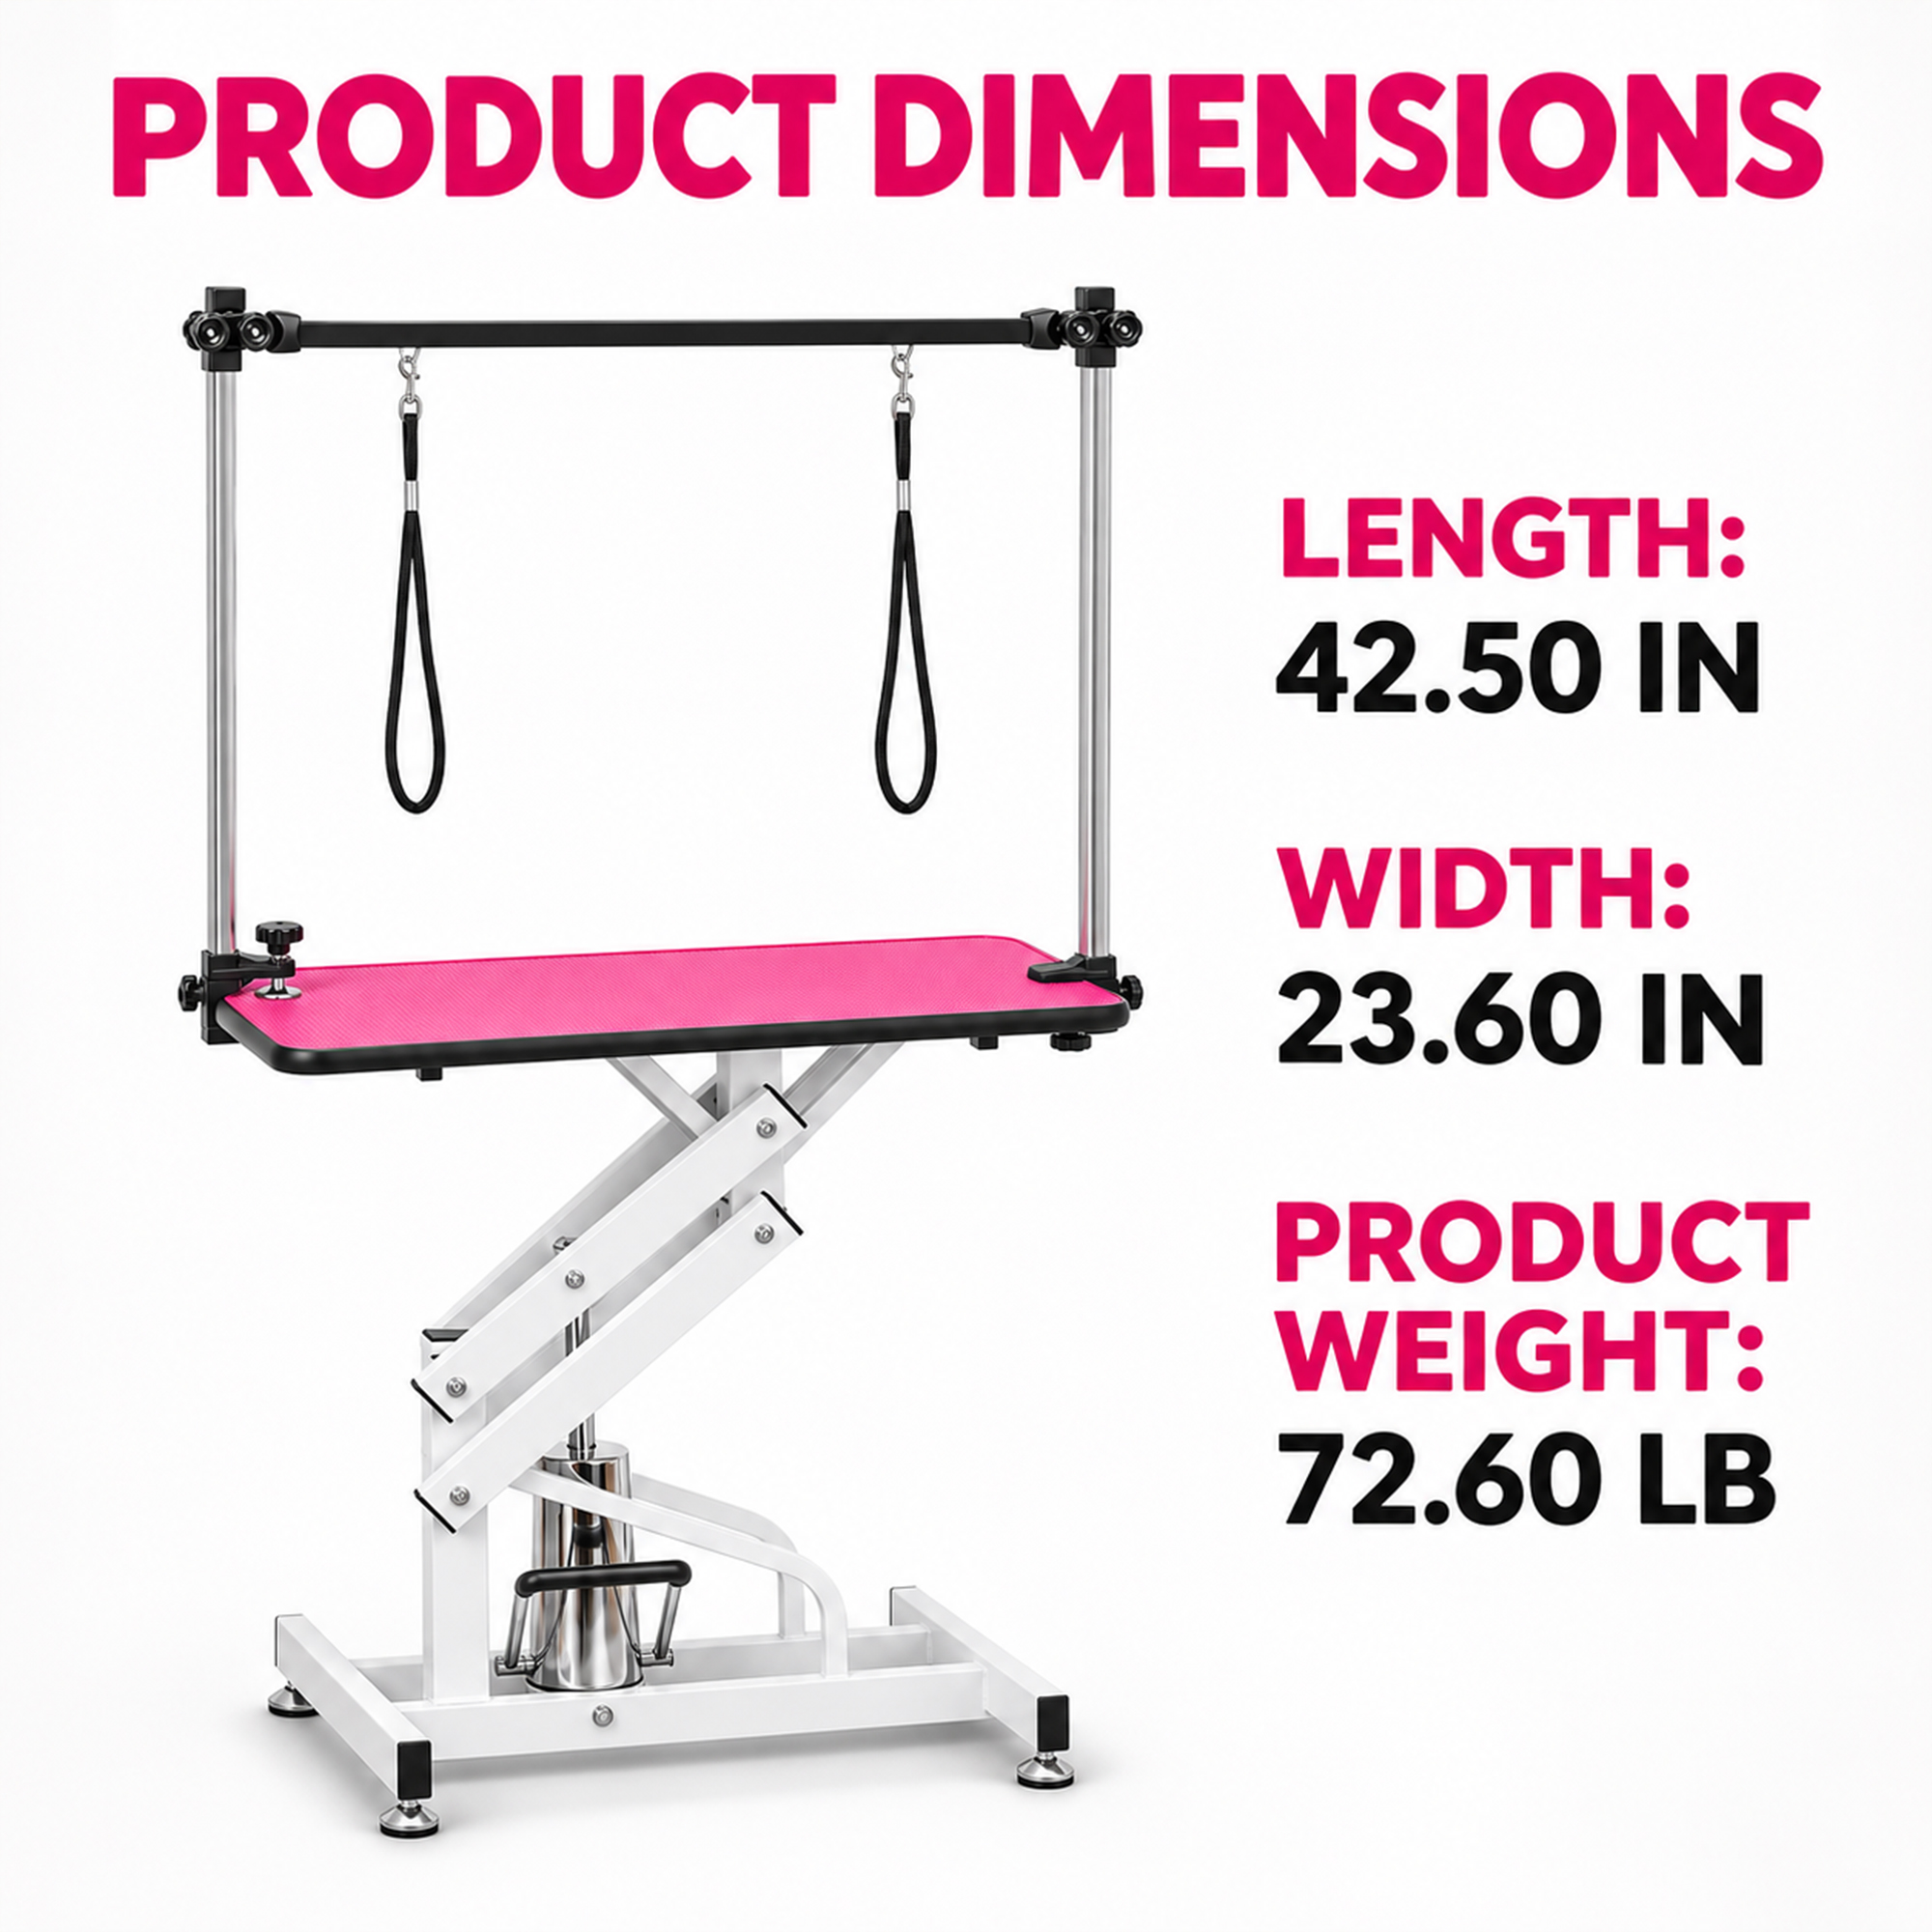 PRODUCT DIMENSIONS
LENGTH:
42.50 IN
WIDTH:
23.60 IN
PRODUCT
WEIGHT:
72.60 LB